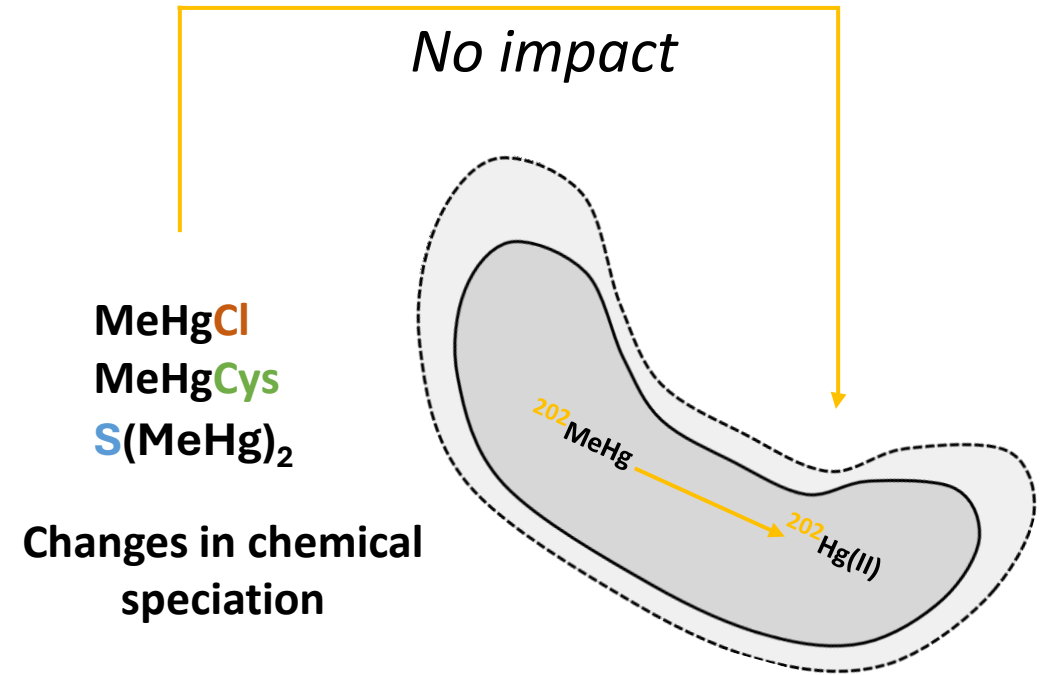 No impact
MeHgCl
MeHgCys
S(MeHg)₂
Changes in chemical
speciation
²⁰²MeHg
²⁰²Hg(II)